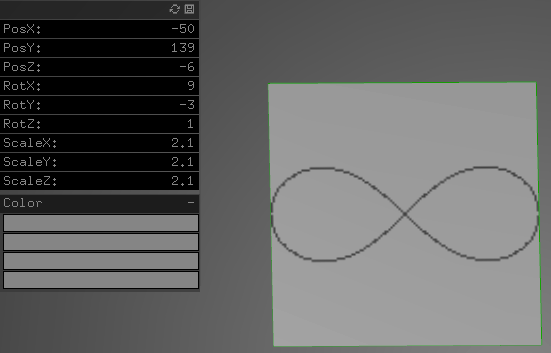 PosX: -50
PosY: 139
PosZ: -6
RotX: 9
RotY: -3
RotZ: 1
ScaleX: 2.1
ScaleY: 2.1
ScaleZ: 2.1
Color -